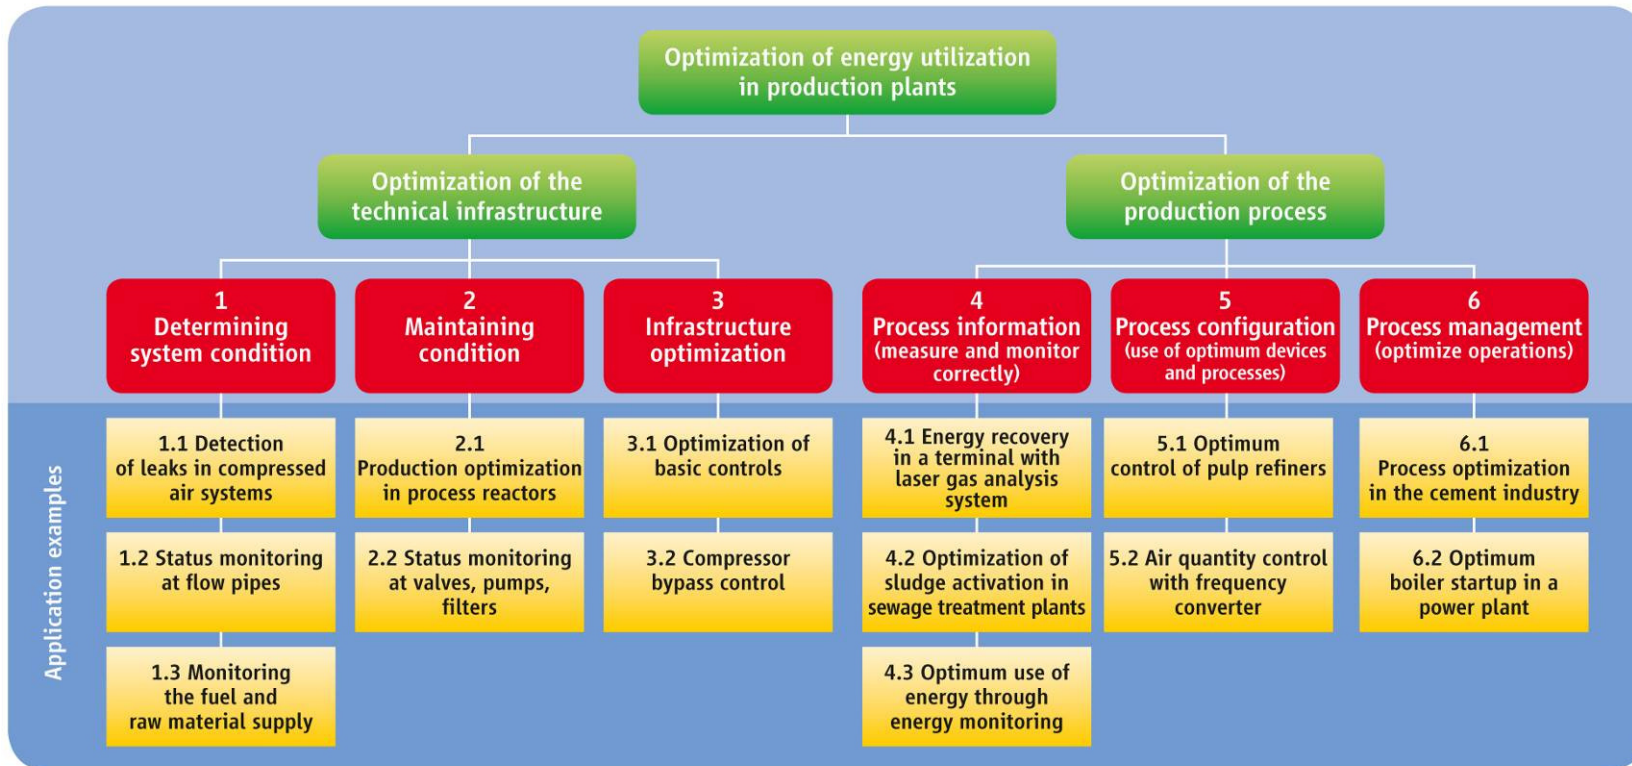 Optimization of energy utilization
in production plants
Optimization of the
technical infrastructure
Optimization of the
production process
1
Determining
system condition
2
Maintaining
condition
3
Infrastructure
optimization
4
Process information
(measure and monitor
correctly)
5
Process configuration
(use of optimum devices
and processes)
6
Process management
(optimize operations)
Application examples
1.1 Detection
of leaks in compressed
air systems
2.1
Production optimization
in process reactors
3.1 Optimization of
basic controls
4.1 Energy recovery
in a terminal with
laser gas analysis
system
5.1 Optimum
control of pulp refiners
6.1
Process optimization
in the cement industry
1.2 Status monitoring
at flow pipes
2.2 Status monitoring
at valves, pumps,
filters
3.2 Compressor
bypass control
4.2 Optimization of
sludge activation in
sewage treatment plants
5.2 Air quantity control
with frequency
converter
6.2 Optimum
boiler startup in a
power plant
1.3 Monitoring
the fuel and
raw material supply
4.3 Optimum use of
energy through
energy monitoring